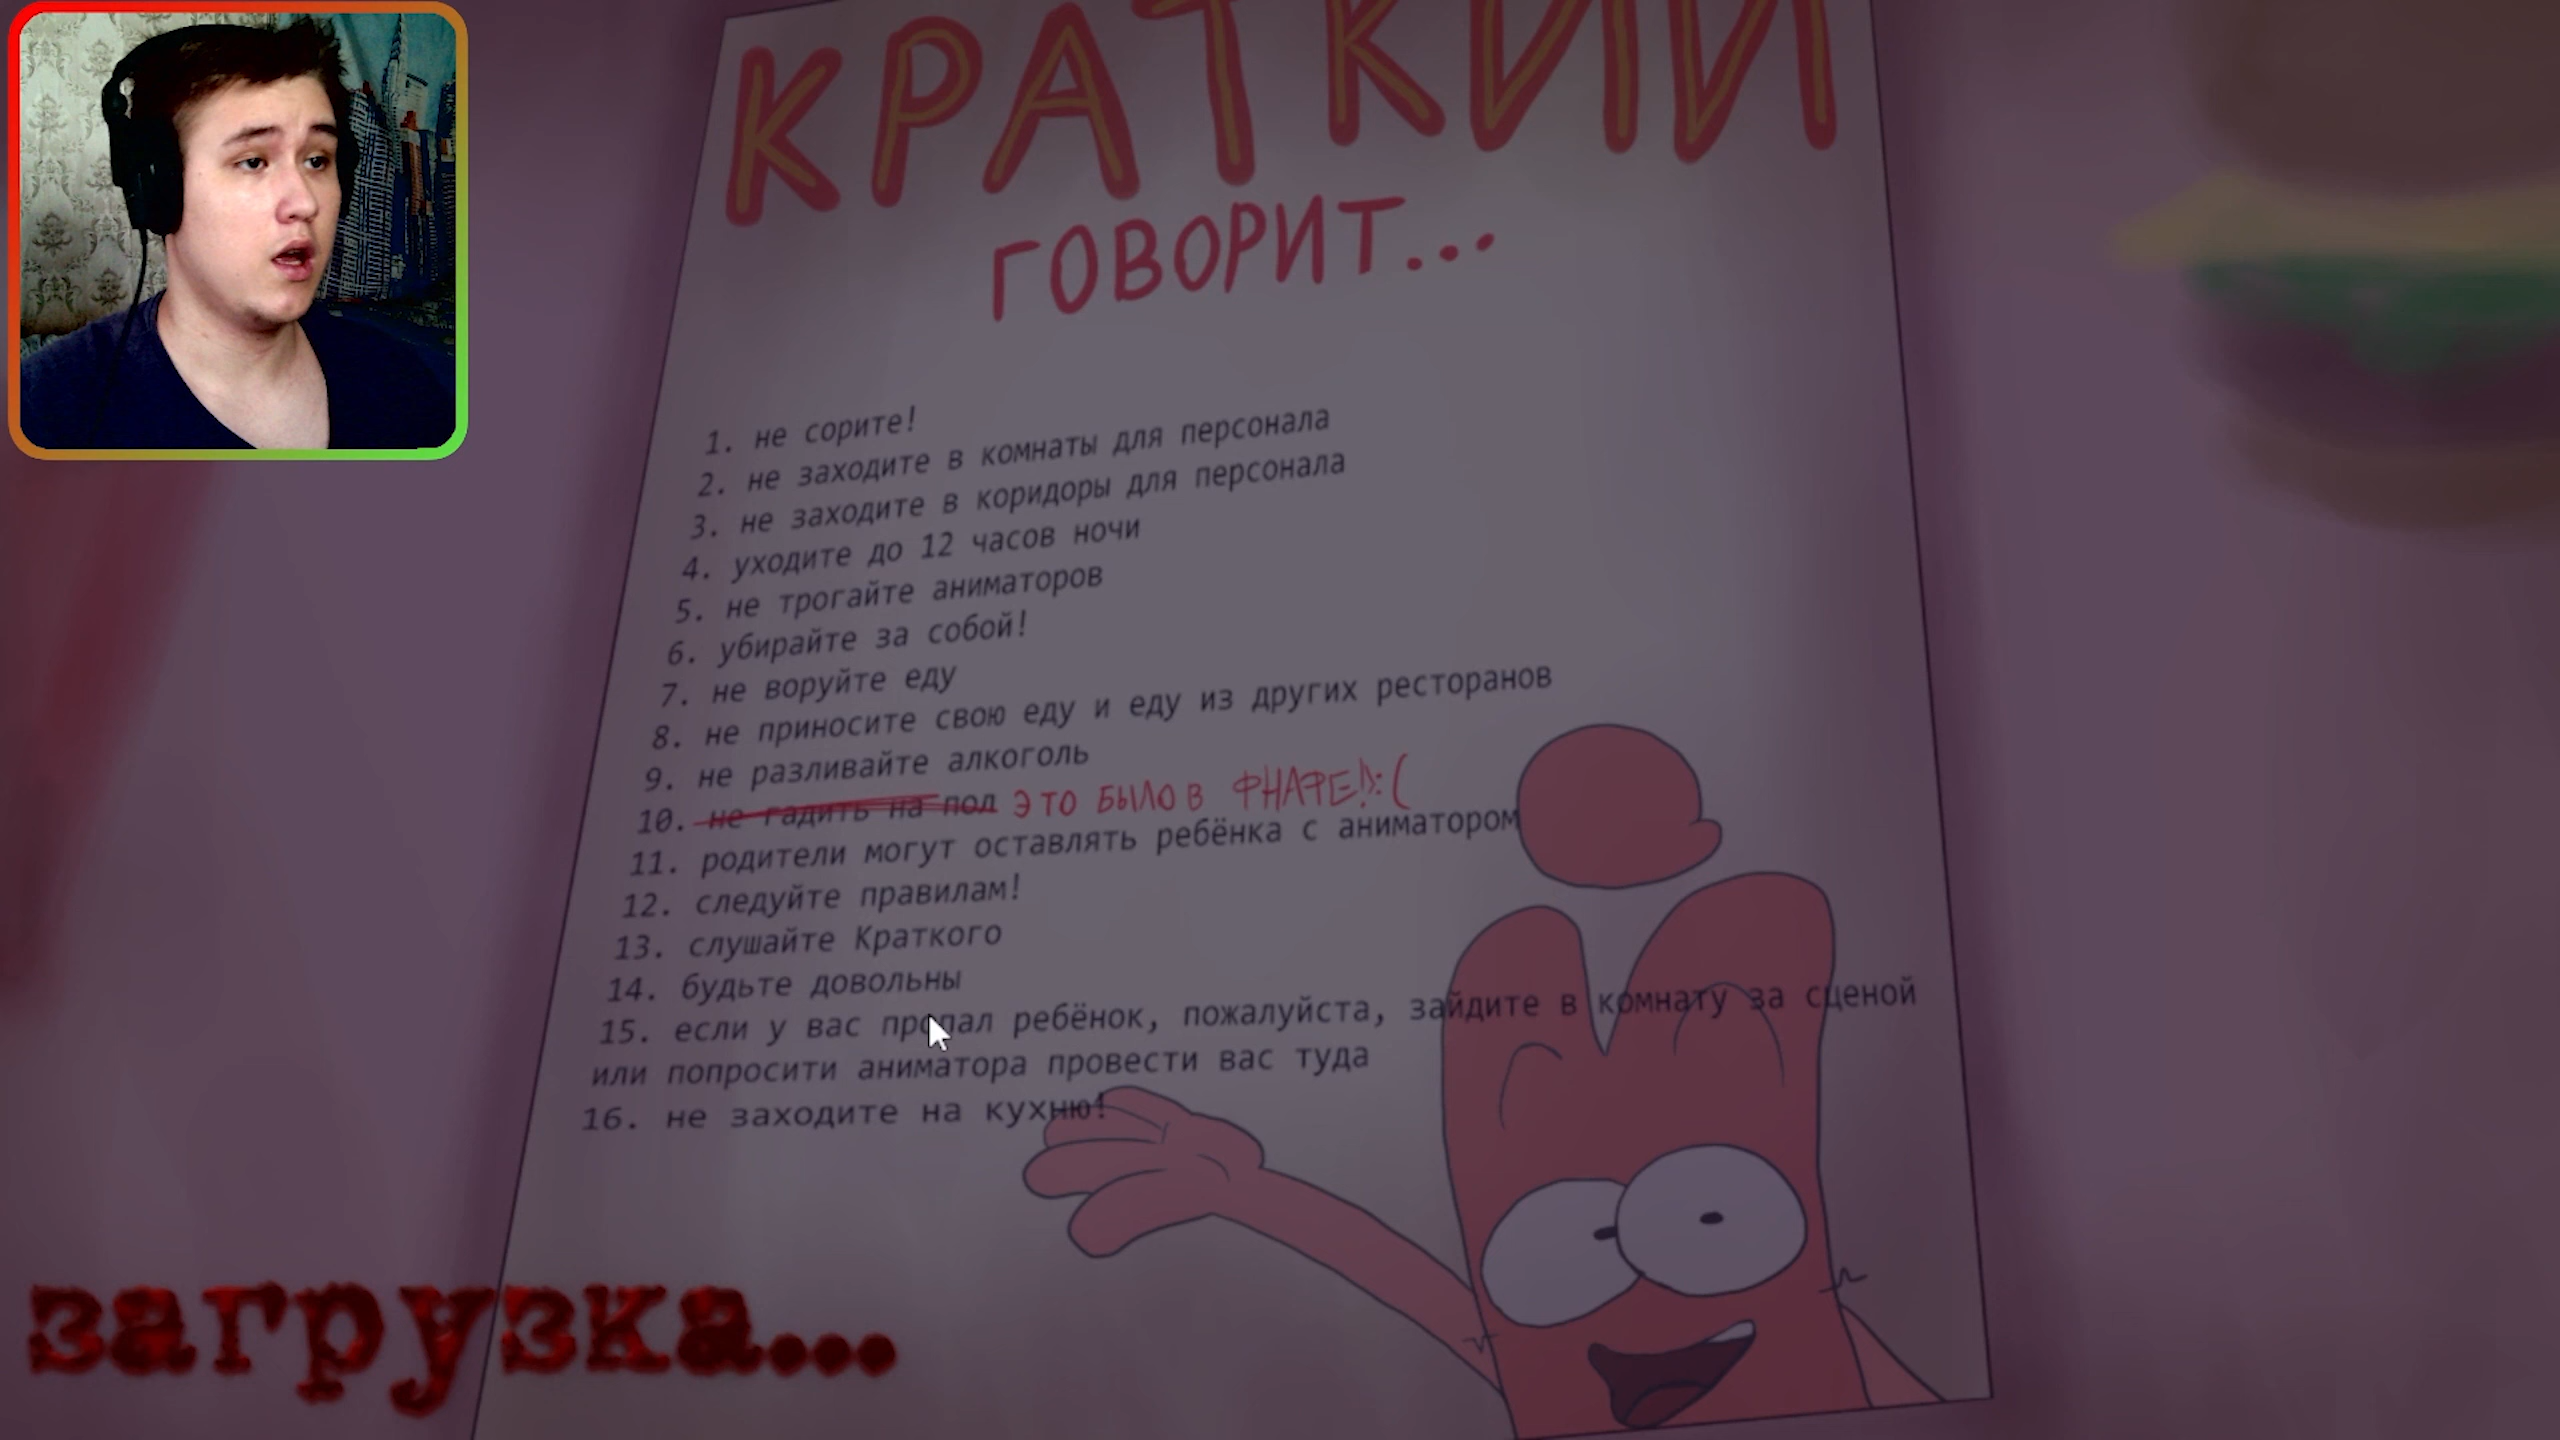 КРАТКИЙ
ГОВОРИТ...
1. не сорите!
2. не заходите в комнаты для персонала
3. не заходите в коридоры для персонала
4. уходите до 12 часов ночи
5. не трогайте аниматоров
6. убирайте за собой!
7. не воруйте еду
8. не приносите свою еду и еду из других ресторанов
9. не разливайте алкоголь
10. не гадить на пол ЭТО БЫЛО В ФНАФЕ!):(
11. родители могут оставлять ребёнка с аниматором
12. следуйте правилам!
13. слушайте Краткого
14. будьте довольны
15. если у вас пропал ребёнок, пожалуйста, зайдите в комнату за сценой
или попросити аниматора провести вас туда
16. не заходите на кухню!
загрузка...